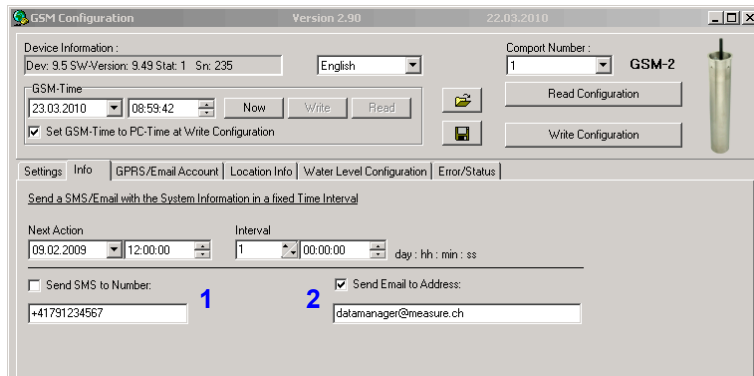 GSM Configuration Version 2.90 22.03.2010
Device Information :
Dev: 9.5 SW-Version: 9.49 Stat: 1 Sn: 235
English
Comport Number :
1
GSM-2
GSM-Time
23.03.2010 08:59:42 Now Write Read
Set GSM-Time to PC-Time at Write Configuration
Read Configuration
Write Configuration
Settings Info GPRS/Email Account Location Info Water Level Configuration Error/Status
Send a SMS/Email with the System Information in a fixed Time Interval
Next Action Interval
09.02.2009 12:00:00 1 00:00:00 day : hh : min : ss
Send SMS to Number: 1 2 Send Email to Address:
+41791234567 datamanager@measure.ch